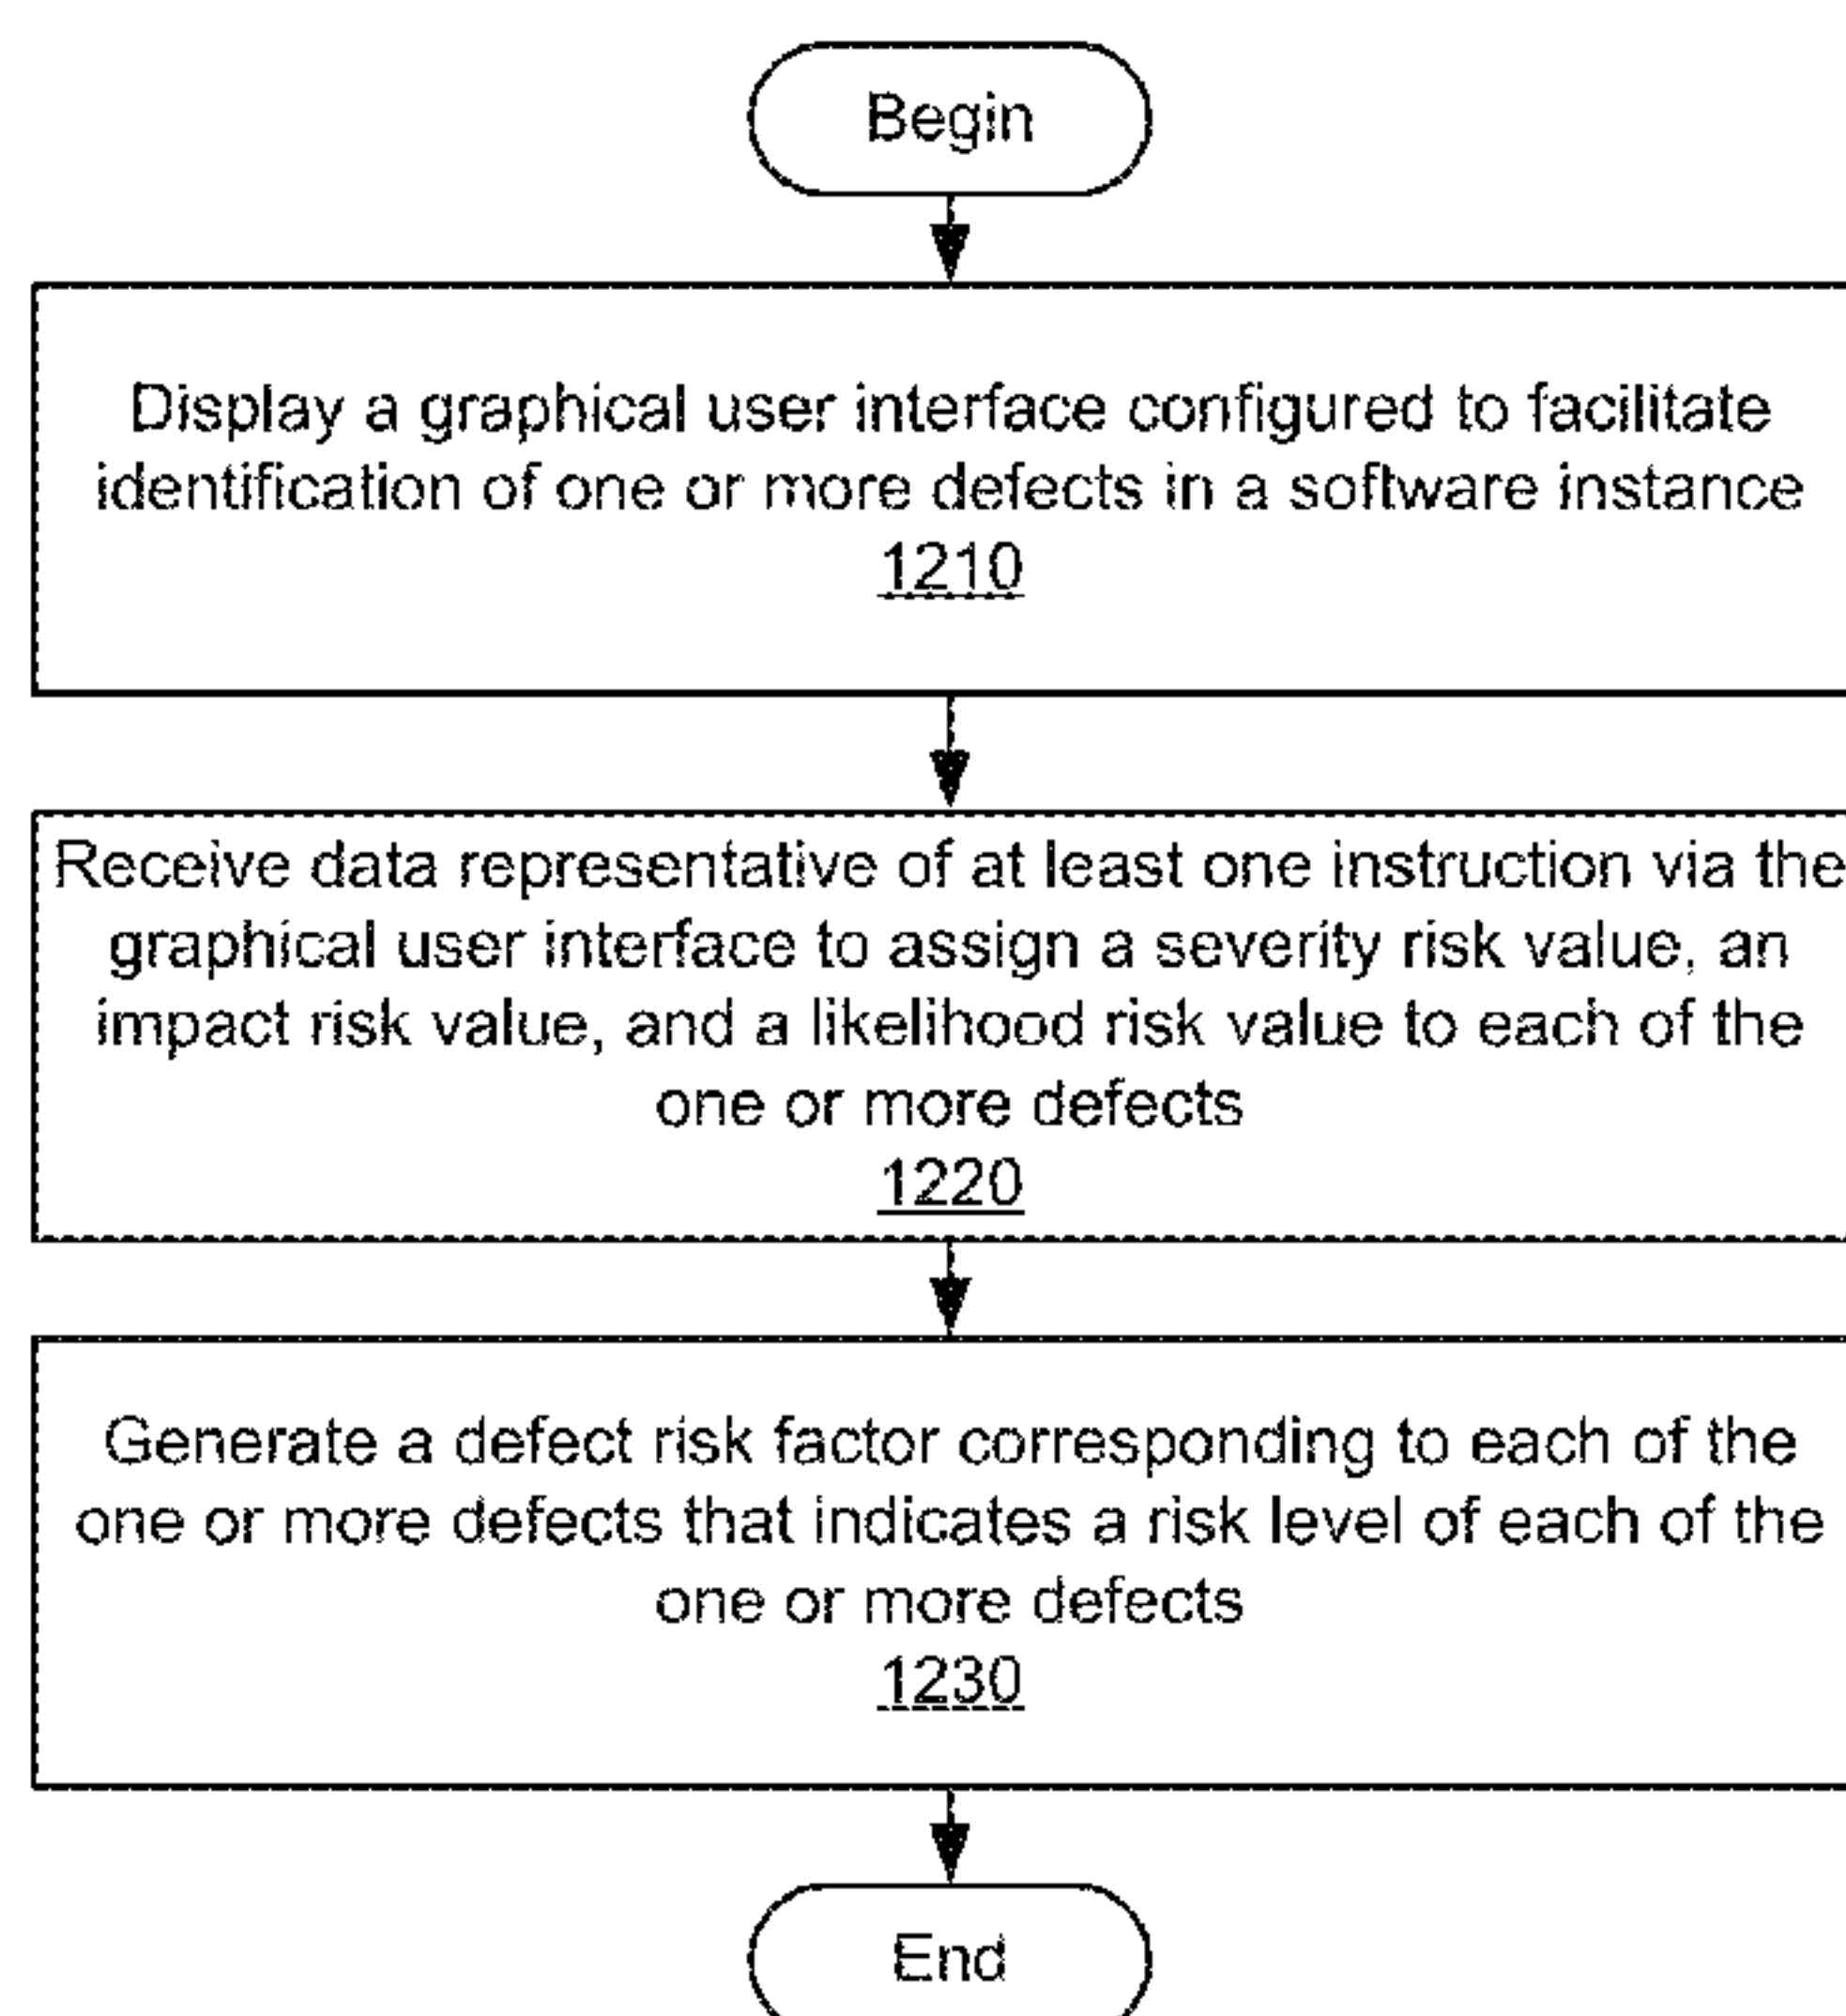 Begin
Display a graphical user interface configured to facilitate
identification of one or more defects in a software instance
1210
Receive data representative of at least one instruction via the
graphical user interface to assign a severity risk value, an
impact risk value, and a likelihood risk value to each of the
one or more defects
1220
Generate a defect risk factor corresponding to each of the
one or more defects that indicates a risk level of each of the
one or more defects
1230
End